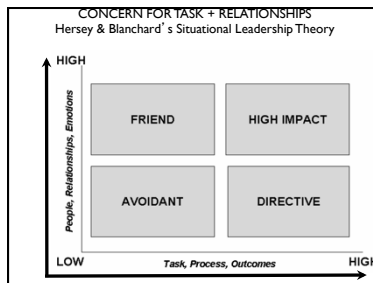 CONCERN FOR TASK + RELATIONSHIPS
Hersey & Blanchard's Situational Leadership Theory
HIGH
People, Relationships, Emotions
FRIEND
HIGH IMPACT
AVOIDANT
DIRECTIVE
LOW
Task, Process, Outcomes
HIGH